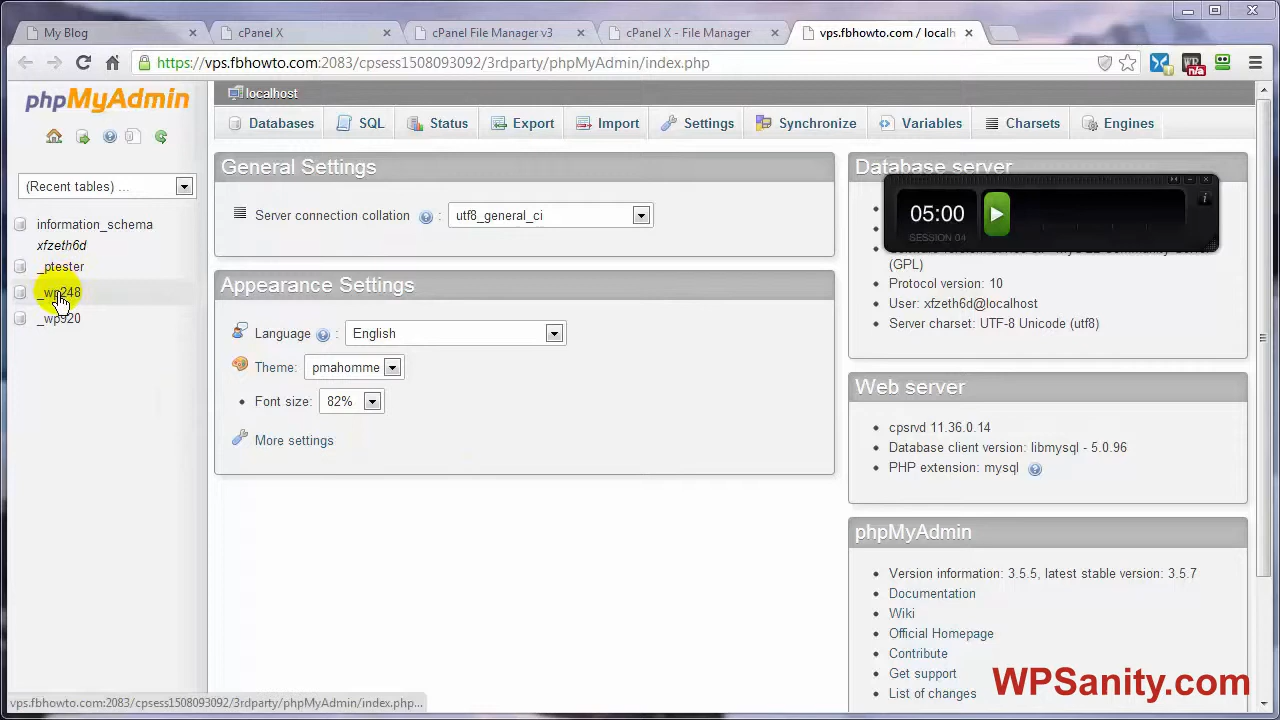 My Blog
cPanel X
cPanel File Manager v3
cPanel X - File Manager
vps.fbhowto.com / localh
https://vps.fbhowto.com:2083/cpsess1508093092/3rdparty/phpMyAdmin/index.php
WR
n/a
phpMyAdmin
(Recent tables) ...
information_schema
xfzeth6d
_ptester
_wp248
_wp920
localhost
Databases
SQL
Status
Export
Import
Settings
Synchronize
Variables
Charsets
Engines
General Settings
Server connection collation
:
utf8_general_ci
Appearance Settings
Language
:
English
Theme:
pmahomme
Font size:
82%
More settings
Database server
05:00
SESSION 04
i
(GPL)
Protocol version: 10
User: xfzeth6d@localhost
Server charset: UTF-8 Unicode (utf8)
Web server
cpsrvd 11.36.0.14
Database client version: libmysql - 5.0.96
PHP extension: mysql
phpMyAdmin
Version information: 3.5.5, latest stable version: 3.5.7
Documentation
Wiki
Official Homepage
Contribute
Get support
List of changes
WPSanity.com
vps.fbhowto.com:2083/cpsess1508093092/3rdparty/phpMyAdmin/index.php...